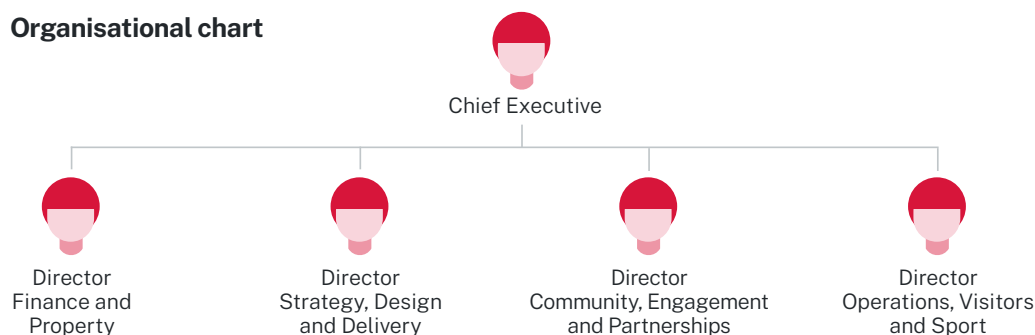 Organisational chart
Chief Executive
Director
Finance and
Property
Director
Strategy, Design
and Delivery
Director
Community, Engagement
and Partnerships
Director
Operations, Visitors
and Sport